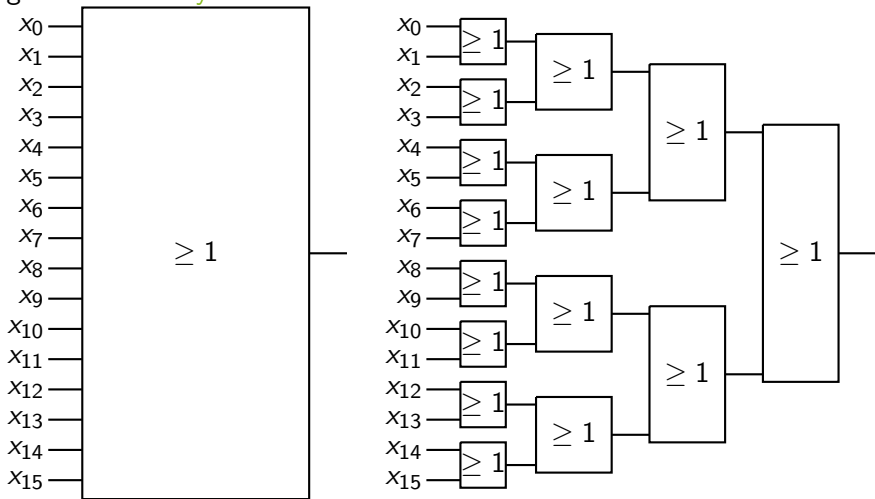 x0 x0 ≥ 1
x1 x1 ≥ 1
x2 x2 ≥ 1 ≥ 1
x3 x3
x4 x4 ≥ 1
x5 x5 ≥ 1
x6 x6 ≥ 1
x7 x7
≥ 1 ≥ 1
x8 x8 ≥ 1
x9 x9 ≥ 1
x10 x10 ≥ 1
x11 x11
x12 x12 ≥ 1 ≥ 1
x13 x13 ≥ 1
x14 x14 ≥ 1
x15 x15